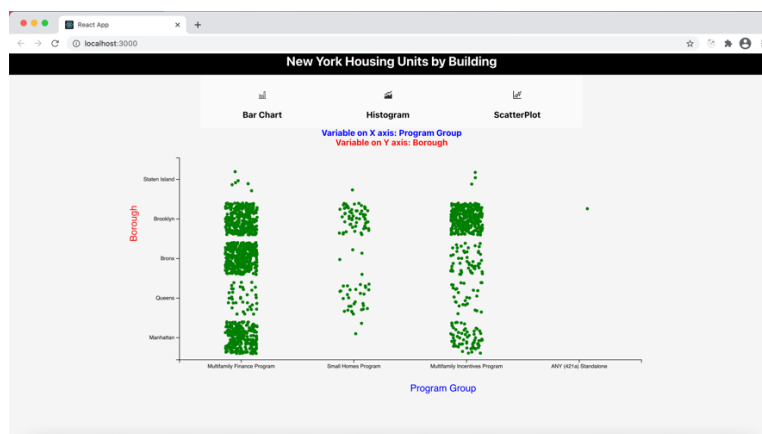 React App
localhost:3000
New York Housing Units by Building
Bar Chart
Histogram
ScatterPlot
Variable on X axis: Program Group
Variable on Y axis: Borough
Borough
Staten Island
Brooklyn
Bronx
Queens
Manhattan
Multifamily Finance Program
Small Homes Program
Multifamily Incentives Program
ANY (421a) Standalone
Program Group